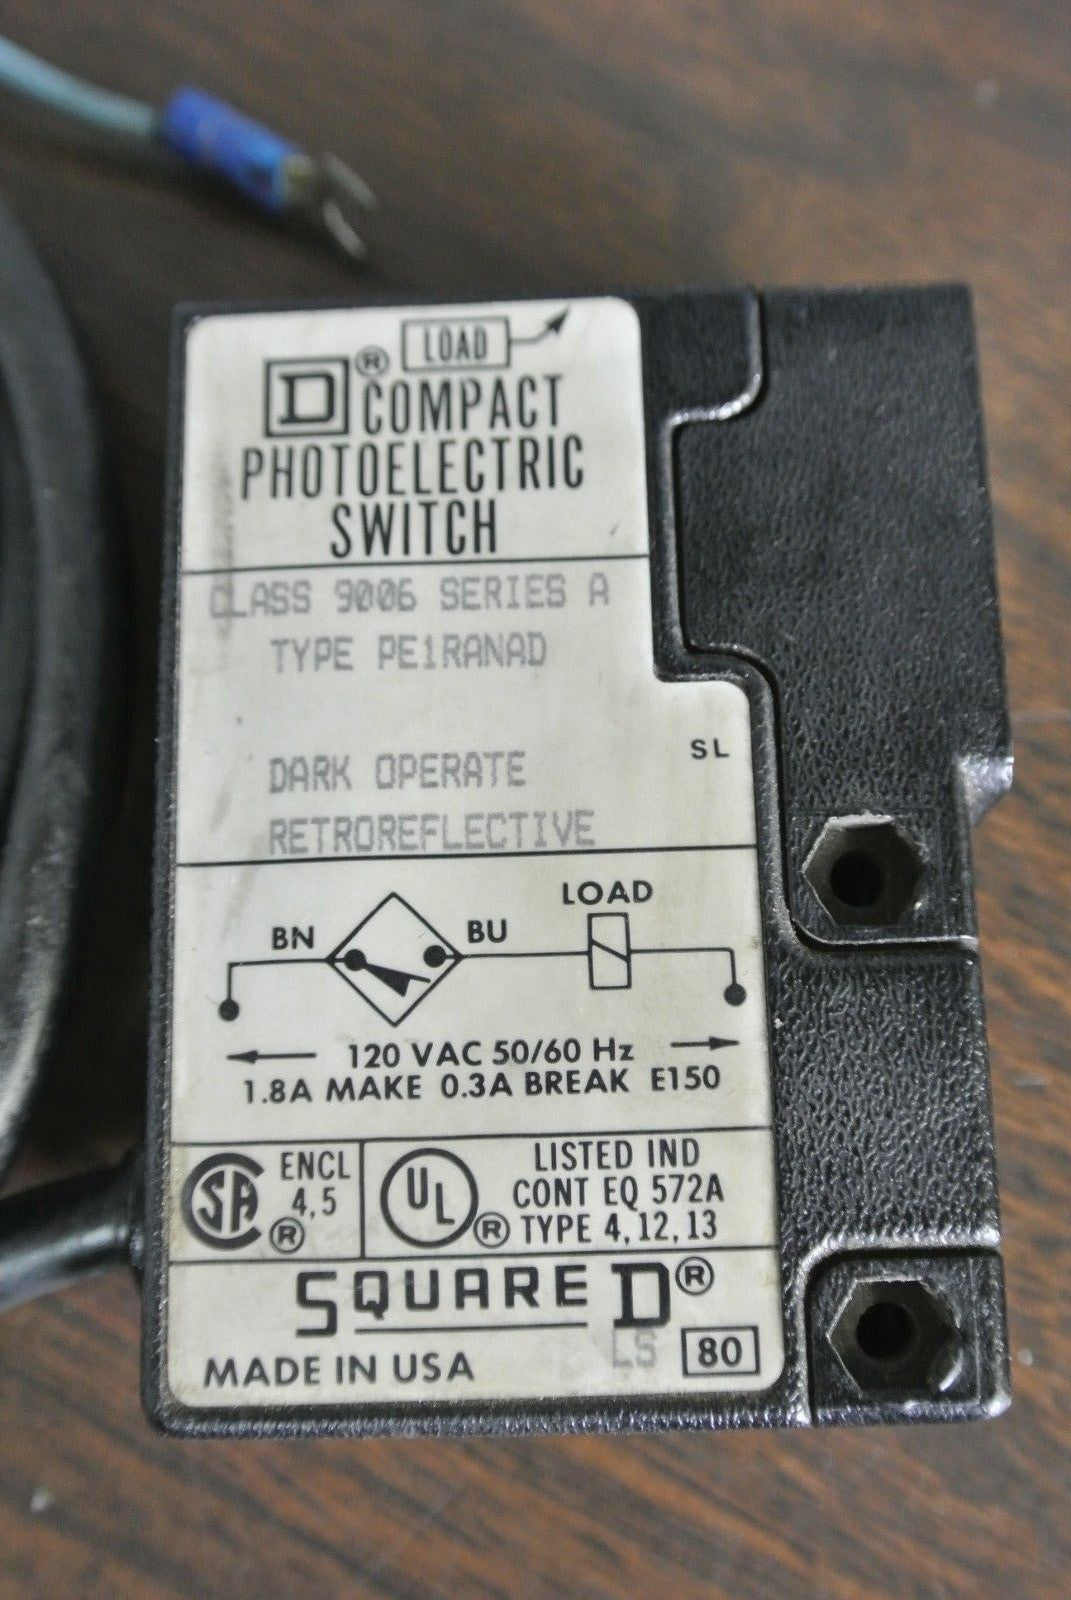 LOAD
D® COMPACT
PHOTOELECTRIC
SWITCH
CLASS 9006 SERIES A
TYPE PE1RANAD
SL
DARK OPERATE
RETROREFLECTIVE
LOAD
BN BU
120 VAC 50/60 Hz
1.8A MAKE 0.3A BREAK E150
SA ® ENCL
4,5
UL ® LISTED IND
CONT EQ 572A
TYPE 4, 12, 13
SQUARE D®
LS 80
MADE IN USA